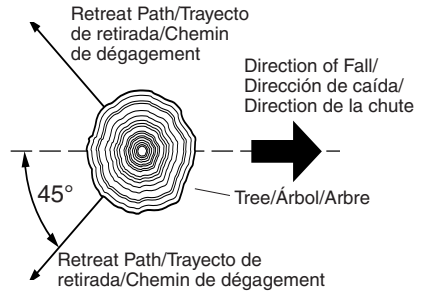 Retreat Path/Trayecto
de retirada/Chemin
de dégagement
Direction of Fall/
Dirección de caída/
Direction de la chute
45°
Tree/Árbol/Arbre
Retreat Path/Trayecto de
retirada/Chemin de dégagement